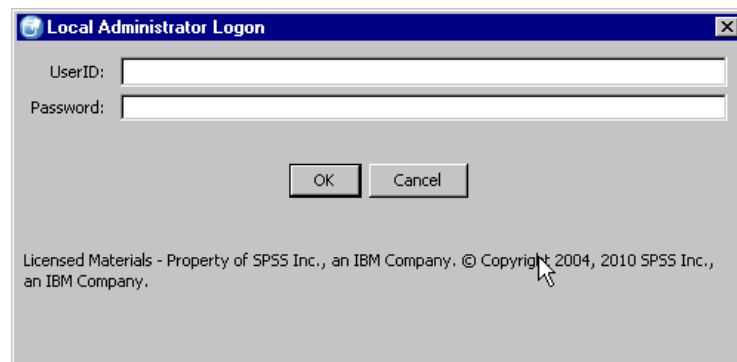 Local Administrator Logon
UserID:
Password:
OK Cancel
Licensed Materials - Property of SPSS Inc., an IBM Company. © Copyright 2004, 2010 SPSS Inc.,
an IBM Company.